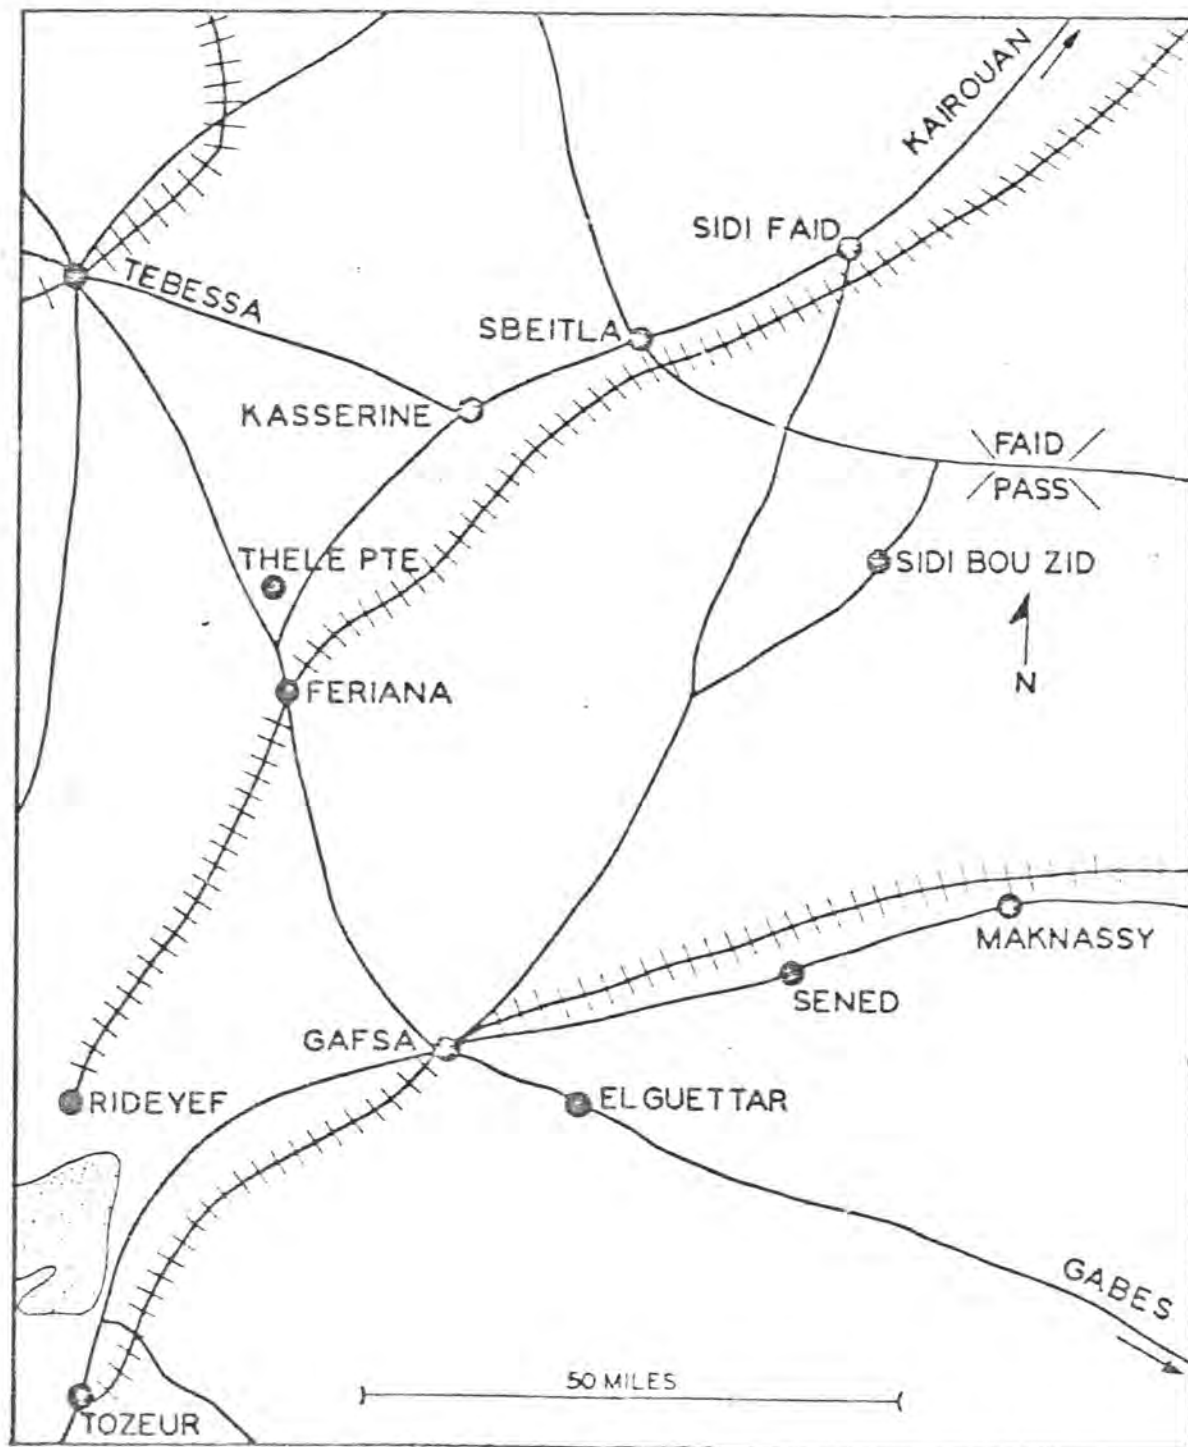 KAIROUAN
SIDI FAID
TEBESSA
SBEITLA
KASSERINE
FAID
PASS
THELE PTE
SIDI BOU ZID
N
FERIANA
MAKNASSY
SENED
GAFSA
RIDEYEF
EL GUETTAR
GABES
50 MILES
TOZEUR